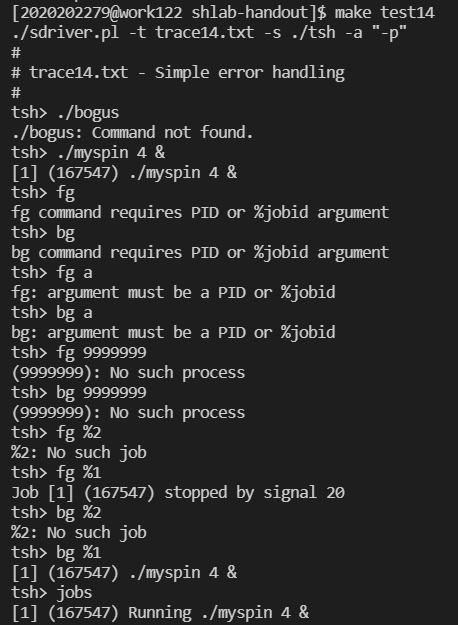 [2020202279@work122 shlab-handout]$ make test14
./sdriver.pl -t trace14.txt -s ./tsh -a "-p"
#
# trace14.txt - Simple error handling
#
tsh> ./bogus
./bogus: Command not found.
tsh> ./myspin 4 &
[1] (167547) ./myspin 4 &
tsh> fg
fg command requires PID or %jobid argument
tsh> bg
bg command requires PID or %jobid argument
tsh> fg a
fg: argument must be a PID or %jobid
tsh> bg a
bg: argument must be a PID or %jobid
tsh> fg 9999999
(9999999): No such process
tsh> bg 9999999
(9999999): No such process
tsh> fg %2
%2: No such job
tsh> fg %1
Job [1] (167547) stopped by signal 20
tsh> bg %2
%2: No such job
tsh> bg %1
[1] (167547) ./myspin 4 &
tsh> jobs
[1] (167547) Running ./myspin 4 &